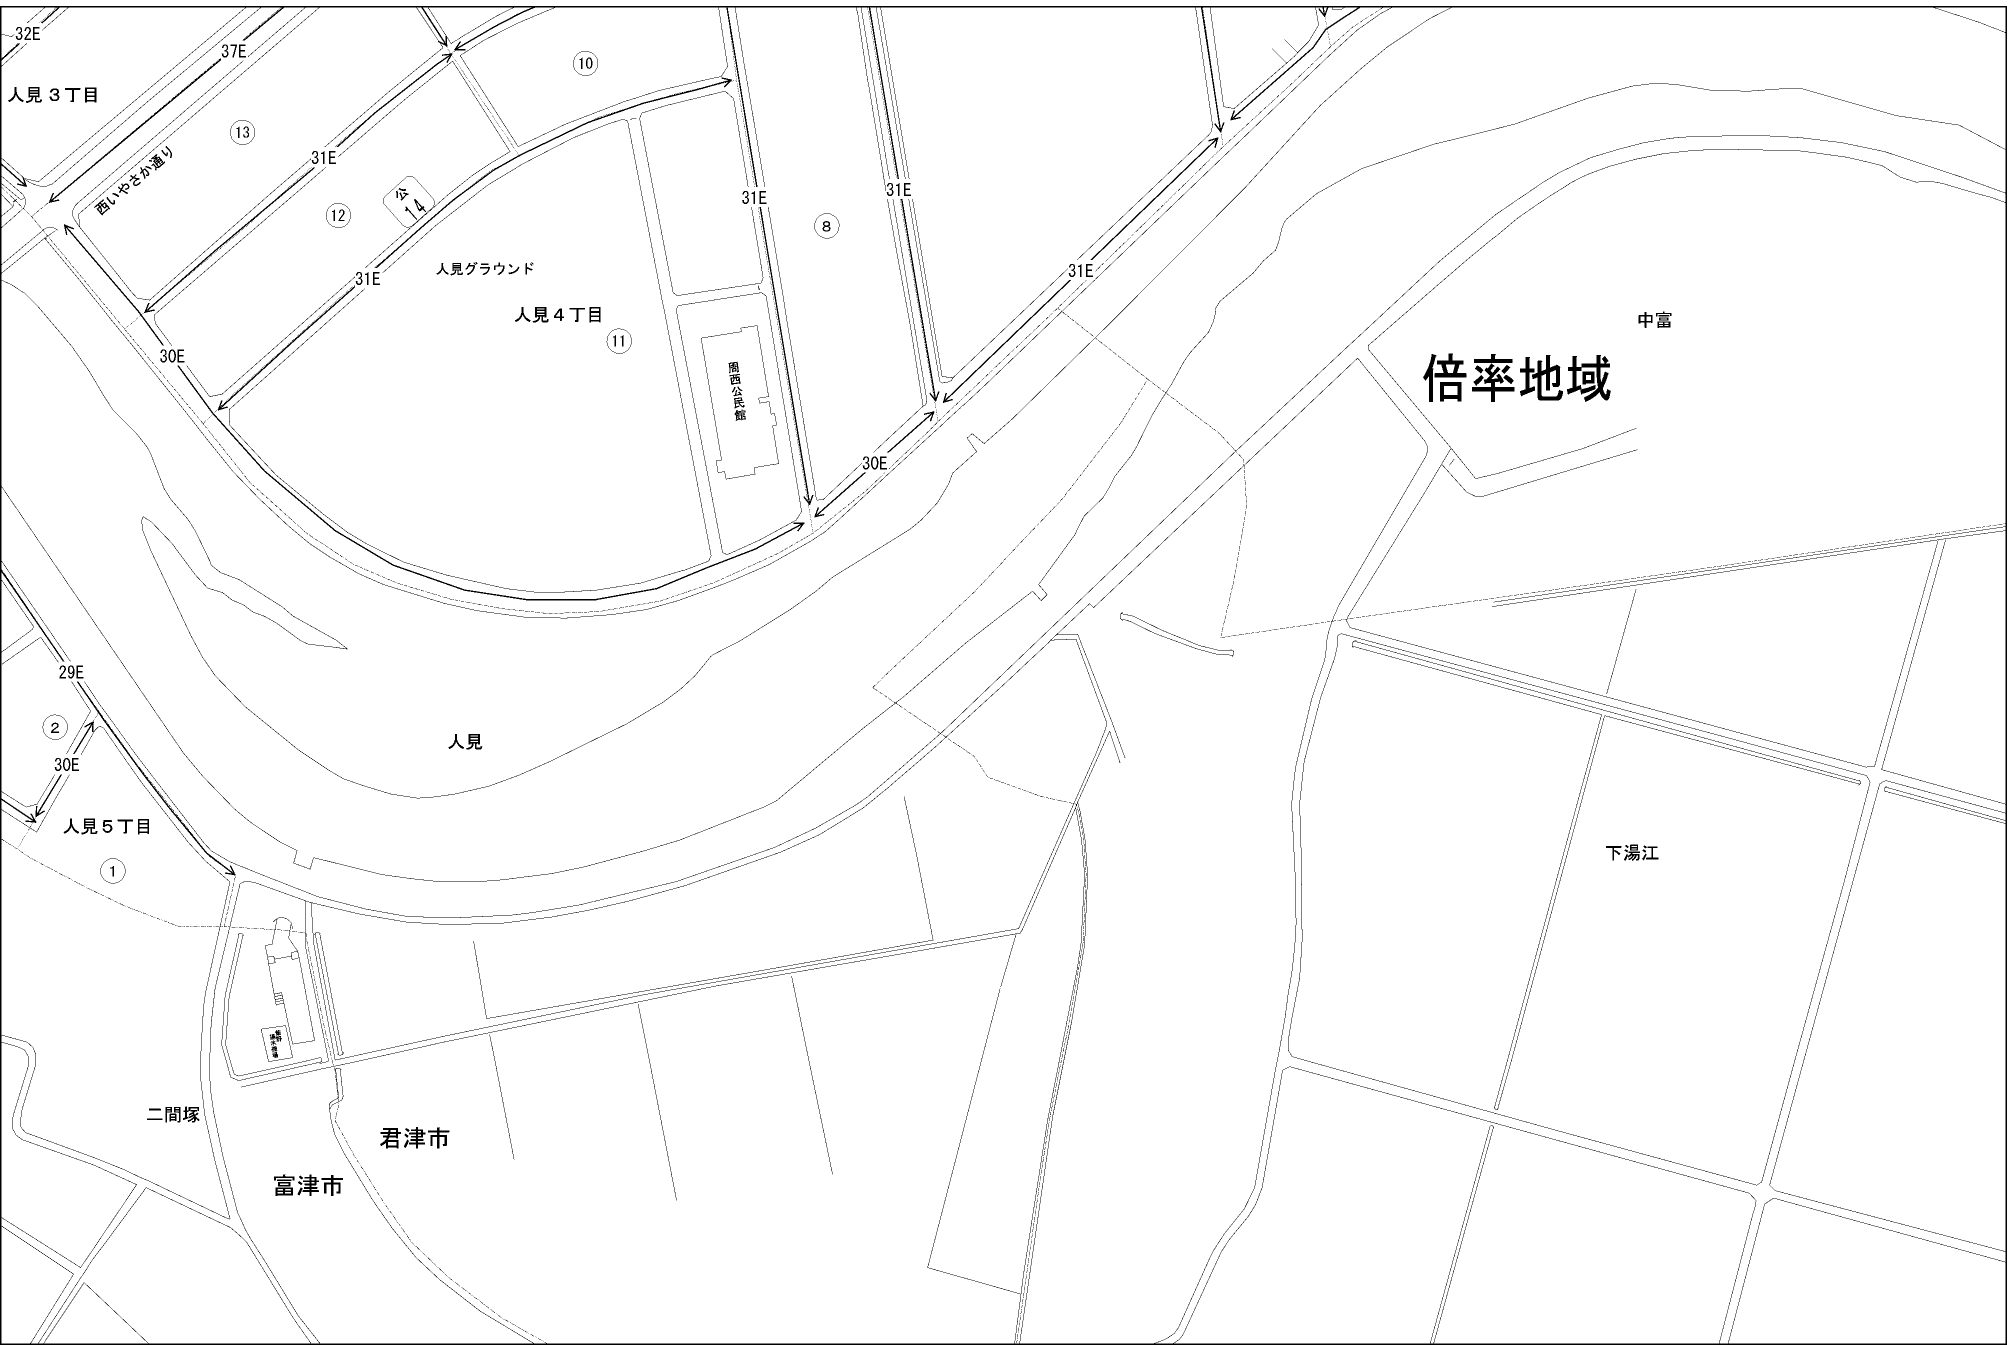 32E
37E
人見３丁目
10
13
31E
西いやさか通り
公
14
12
31E
31E
8
31E
人見グラウンド
31E
31E
人見４丁目
11
中富
30E
周西公民館
倍率地域
30E
29E
2
人見
30E
人見５丁目
下湯江
1
二間塚
君津市
富津市